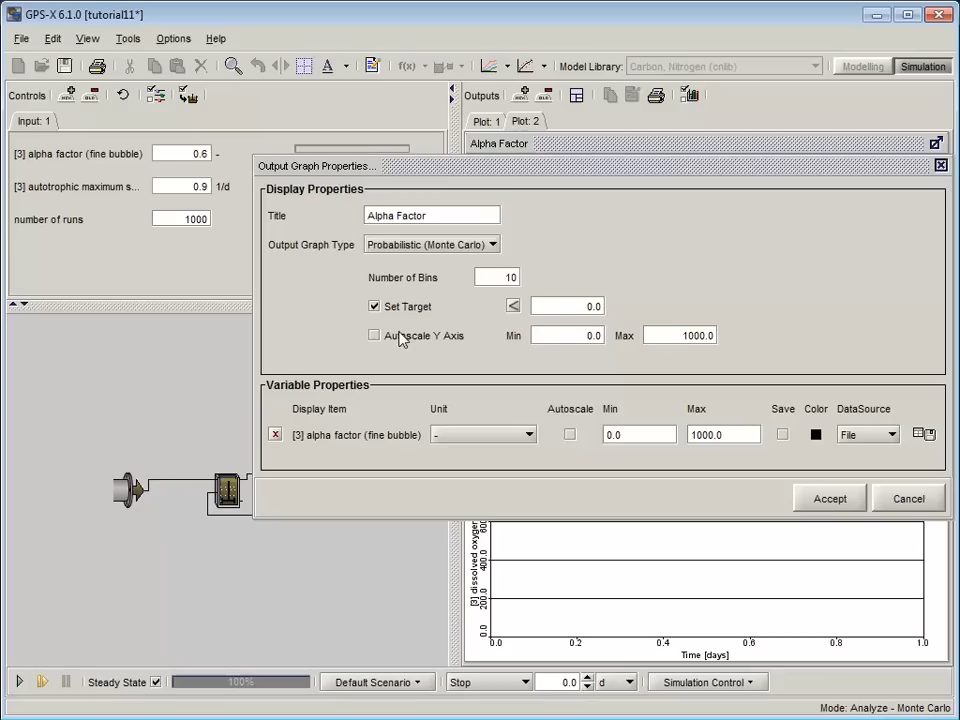 GPS-X 6.1.0 [tutorial11*]
File Edit View Tools Options Help
A f(x) Model Library: Carbon, Nitrogen (cnlib) Modelling Simulation
Controls
Outputs
Input: 1
Plot: 1 Plot: 2
[3] alpha factor (fine bubble) 0.6 -
Alpha Factor
[3] autotrophic maximum s... 0.9 1/d
number of runs 1000
Output Graph Properties...
Display Properties
Title Alpha Factor
Output Graph Type Probabilistic (Monte Carlo)
Number of Bins 10
Set Target < 0.0
Autoscale Y Axis Min 0.0 Max 1000.0
Variable Properties
Display Item Unit Autoscale Min Max Save Color DataSource
x [3] alpha factor (fine bubble) - 0.0 1000.0 File
Accept Cancel
[3] dissolved oxygen
400.0
200.0
0.0
0.0 0.2 0.4 0.6 0.8 1.0
Time [days]
Steady State 100% Default Scenario Stop 0.0 d Simulation Control
Mode: Analyze - Monte Carlo